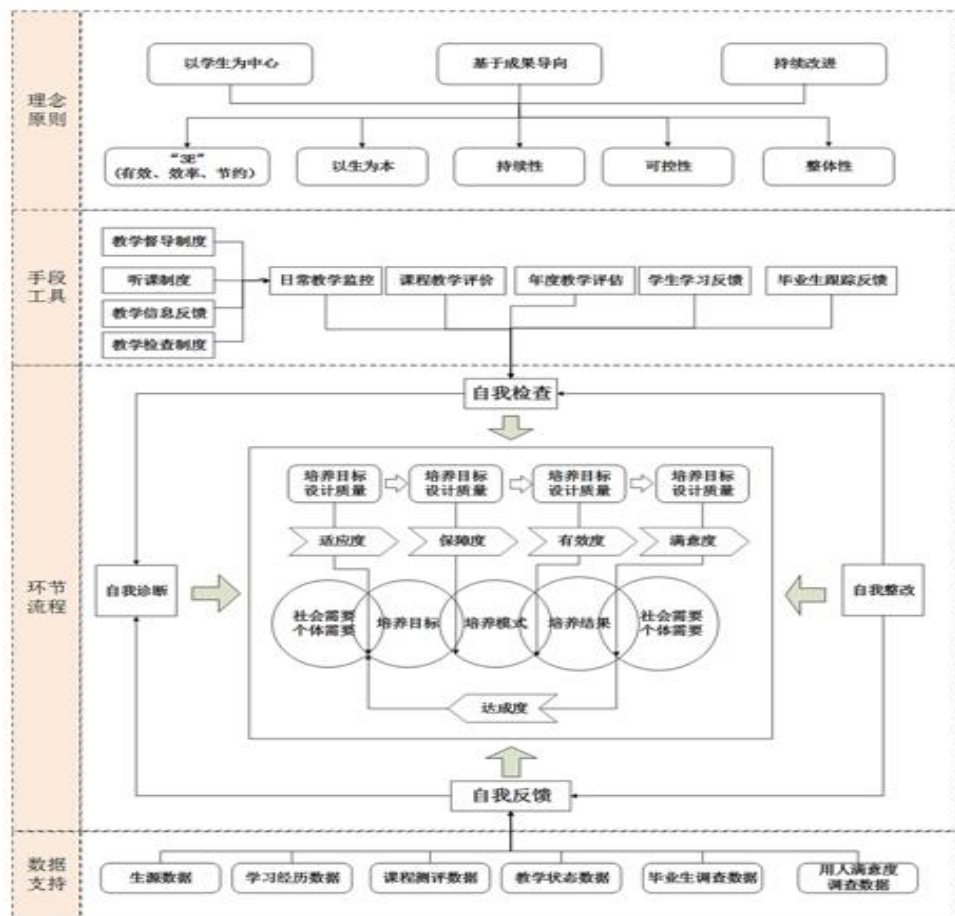 理念
原则
以学生为中心
基于成果导向
持续改进
“3E”
(有效、效率、节约)
以生为本
持续性
可控性
整体性
手段
工具
教学督导制度
听课制度
教学信息反馈
教学检查制度
日常教学监控
课程教学评价
年度教学评估
学生学习反馈
毕业生跟踪反馈
环节
流程
自我检查
培养目标
设计质量
培养目标
设计质量
培养目标
设计质量
培养目标
设计质量
适应度
保障度
有效度
满意度
自我诊断
自我整改
社会需要
个体需要
培养目标
培养模式
培养结果
社会需要
个体需要
达成度
自我反馈
数据
支持
生源数据
学习经历数据
课程测评数据
教学状态数据
毕业生调查数据
用人满意度
调查数据